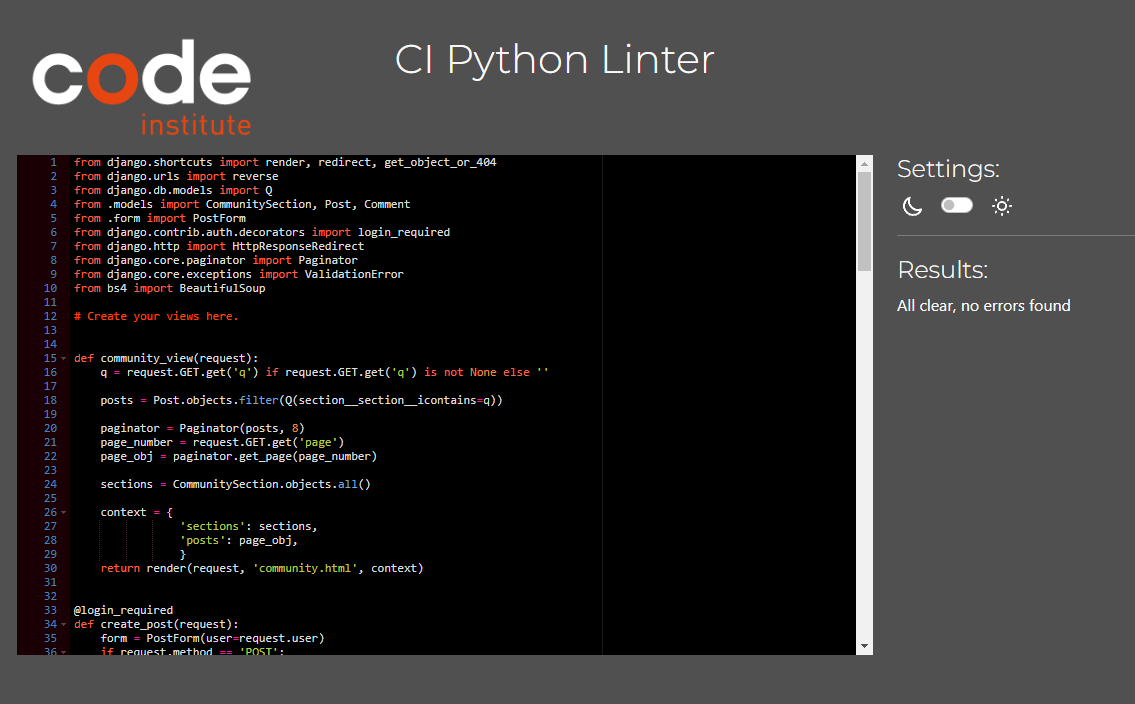 code
institute
CI Python Linter
1 from django.shortcuts import render, redirect, get_object_or_404
2 from django.urls import reverse
3 from django.db.models import Q
4 from .models import CommunitySection, Post, Comment
5 from .form import PostForm
6 from django.contrib.auth.decorators import login_required
7 from django.http import HttpResponseRedirect
8 from django.core.paginator import Paginator
9 from django.core.exceptions import ValidationError
10 from bs4 import BeautifulSoup
11
12 # Create your views here.
13
14
15 def community_view(request):
16     q = request.GET.get('q') if request.GET.get('q') is not None else ''
17
18     posts = Post.objects.filter(Q(section__section__icontains=q))
19
20     paginator = Paginator(posts, 8)
21     page_number = request.GET.get('page')
22     page_obj = paginator.get_page(page_number)
23
24     sections = CommunitySection.objects.all()
25
26     context = {
27                 'sections': sections,
28                 'posts': page_obj,
29                 }
30     return render(request, 'community.html', context)
31
32
33 @login_required
34 def create_post(request):
35     form = PostForm(user=request.user)
36     if request.method == 'POST':
Settings:
Results:
All clear, no errors found